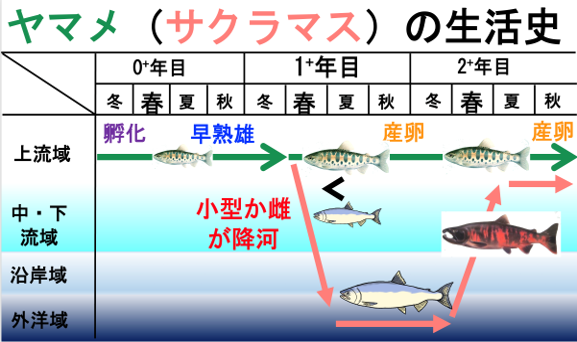 ヤマメ（サクラマス）の生活史
0⁺年目 1⁺年目 2⁺年目
冬 春 夏 秋 冬 春 夏 秋 冬 春 夏 秋
上流域
孵化 早熟雄 産卵 産卵
中・下
流域
<
小型か雌
が降河
沿岸域
外洋域